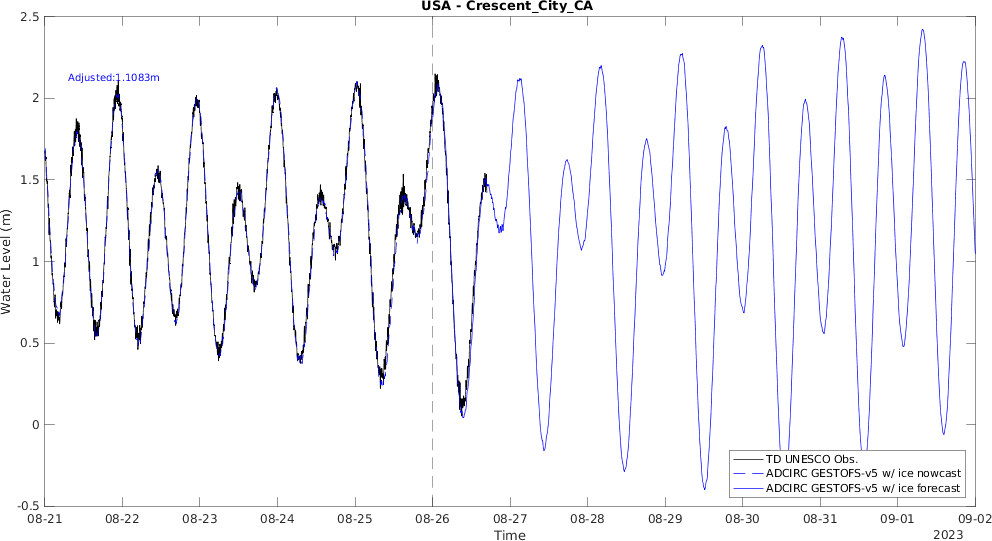 USA - Crescent_City_CA
2.5
Adjusted:1.1083m
2
1.5
1
0.5
0
-0.5
Water Level (m)
TD UNESCO Obs.
ADCIRC GESTOFS-v5 w/ ice nowcast
ADCIRC GESTOFS-v5 w/ ice forecast
08-21 08-22 08-23 08-24 08-25 08-26 08-27 08-28 08-29 08-30 08-31 09-01 09-02
Time
2023